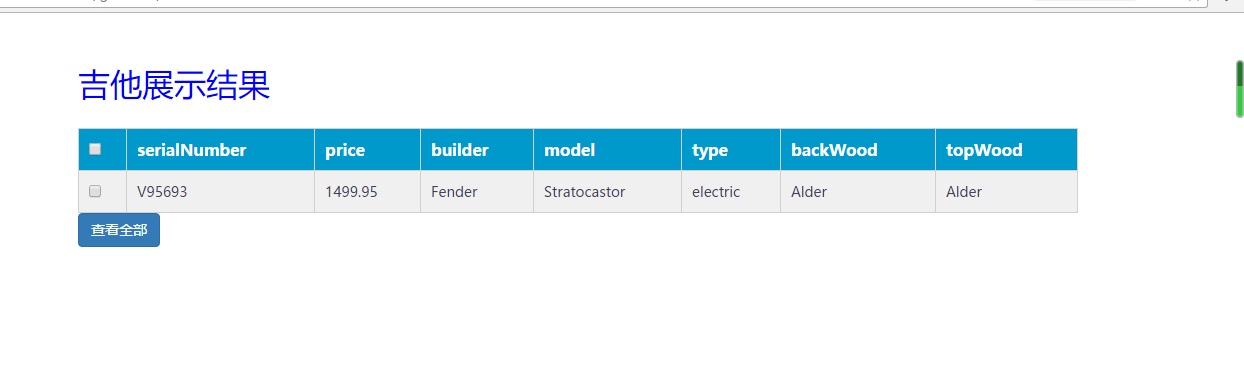 吉他展示结果
serialNumber price builder model type backWood topWood
V95693 1499.95 Fender Stratocastor electric Alder Alder
查看全部